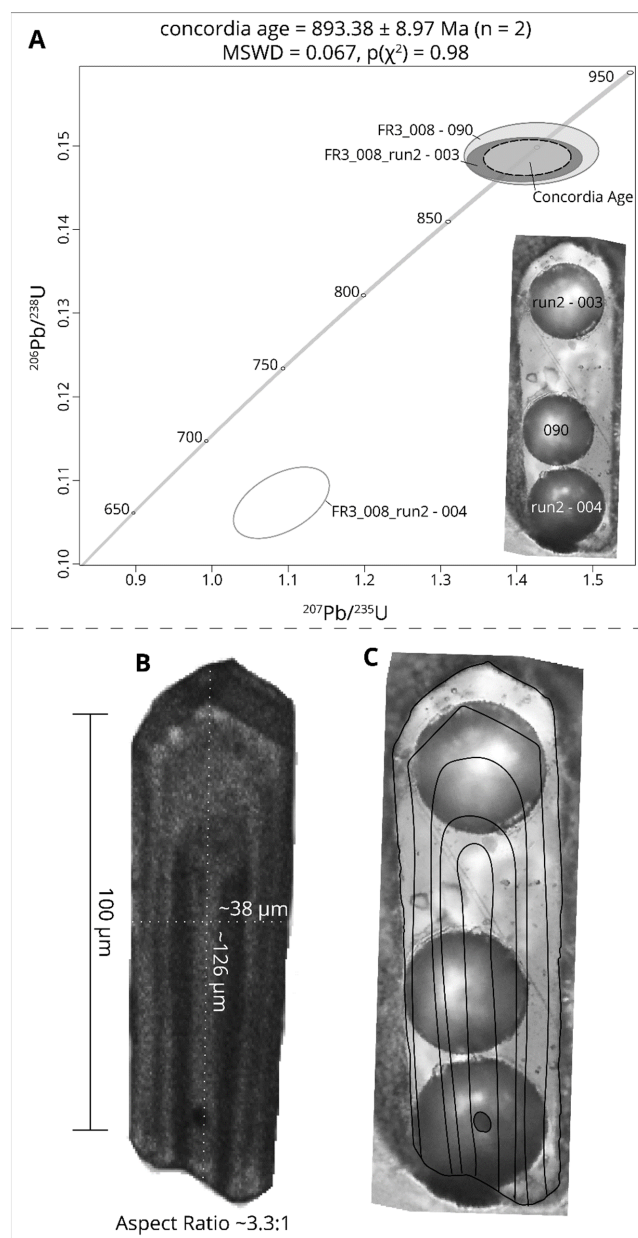 A
concordia age = 893.38 ± 8.97 Ma (n = 2)
MSWD = 0.067, p(χ²) = 0.98
950
FR3_008 - 090
FR3_008_run2 - 003
Concordia Age
850
800
750
700
650
FR3_008_run2 - 004
run2 - 003
090
run2 - 004
0.15
0.14
0.13
0.12
0.11
0.10
²⁰⁶Pb/²³⁸U
0.9 1.0 1.1 1.2 1.3 1.4 1.5
²⁰⁷Pb/²³⁵U
B
100 µm
~38 µm
~126 µm
Aspect Ratio ~3.3:1
C